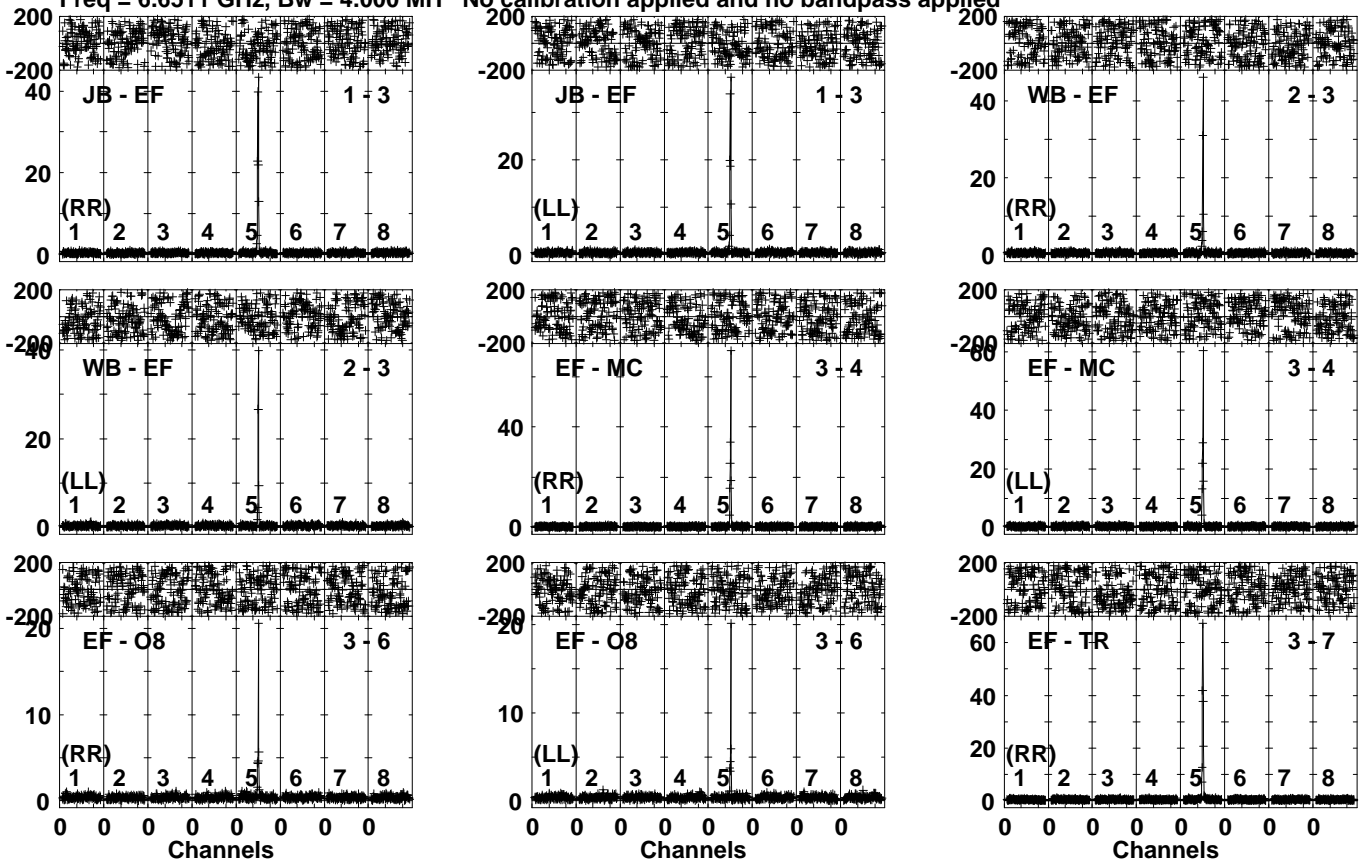 Freq = 6.6511 GHz, Bw = 4.000 MH No calibration applied and no bandpass applied
200 200 200
-200 -200 -200
40 JB - EF 1 - 3 JB - EF 1 - 3 40 WB - EF 2 - 3
20 20 20
(RR) (LL) (RR)
1 2 3 4 5 6 7 8 1 2 3 4 5 6 7 8 1 2 3 4 5 6 7 8
0 0 0
200 200 200
-200 -200 -200
40 WB - EF 2 - 3 EF - MC 3 - 4 60 EF - MC 3 - 4
20 40 40
20
(LL) (RR) (LL)
1 2 3 4 5 6 7 8 1 2 3 4 5 6 7 8 1 2 3 4 5 6 7 8
0 0 0
200 200 200
-200 -200 -200
20 EF - O8 3 - 6 20 EF - O8 3 - 6 60 EF - TR 3 - 7
10 10 40
20
(RR) (LL) (RR)
1 2 3 4 5 6 7 8 1 2 3 4 5 6 7 8 1 2 3 4 5 6 7 8
0 0 0
0 0 0 0 0 0 0 0 0 0 0 0 0 0 0 0 0 0 0 0 0 0 0 0
Channels Channels Channels